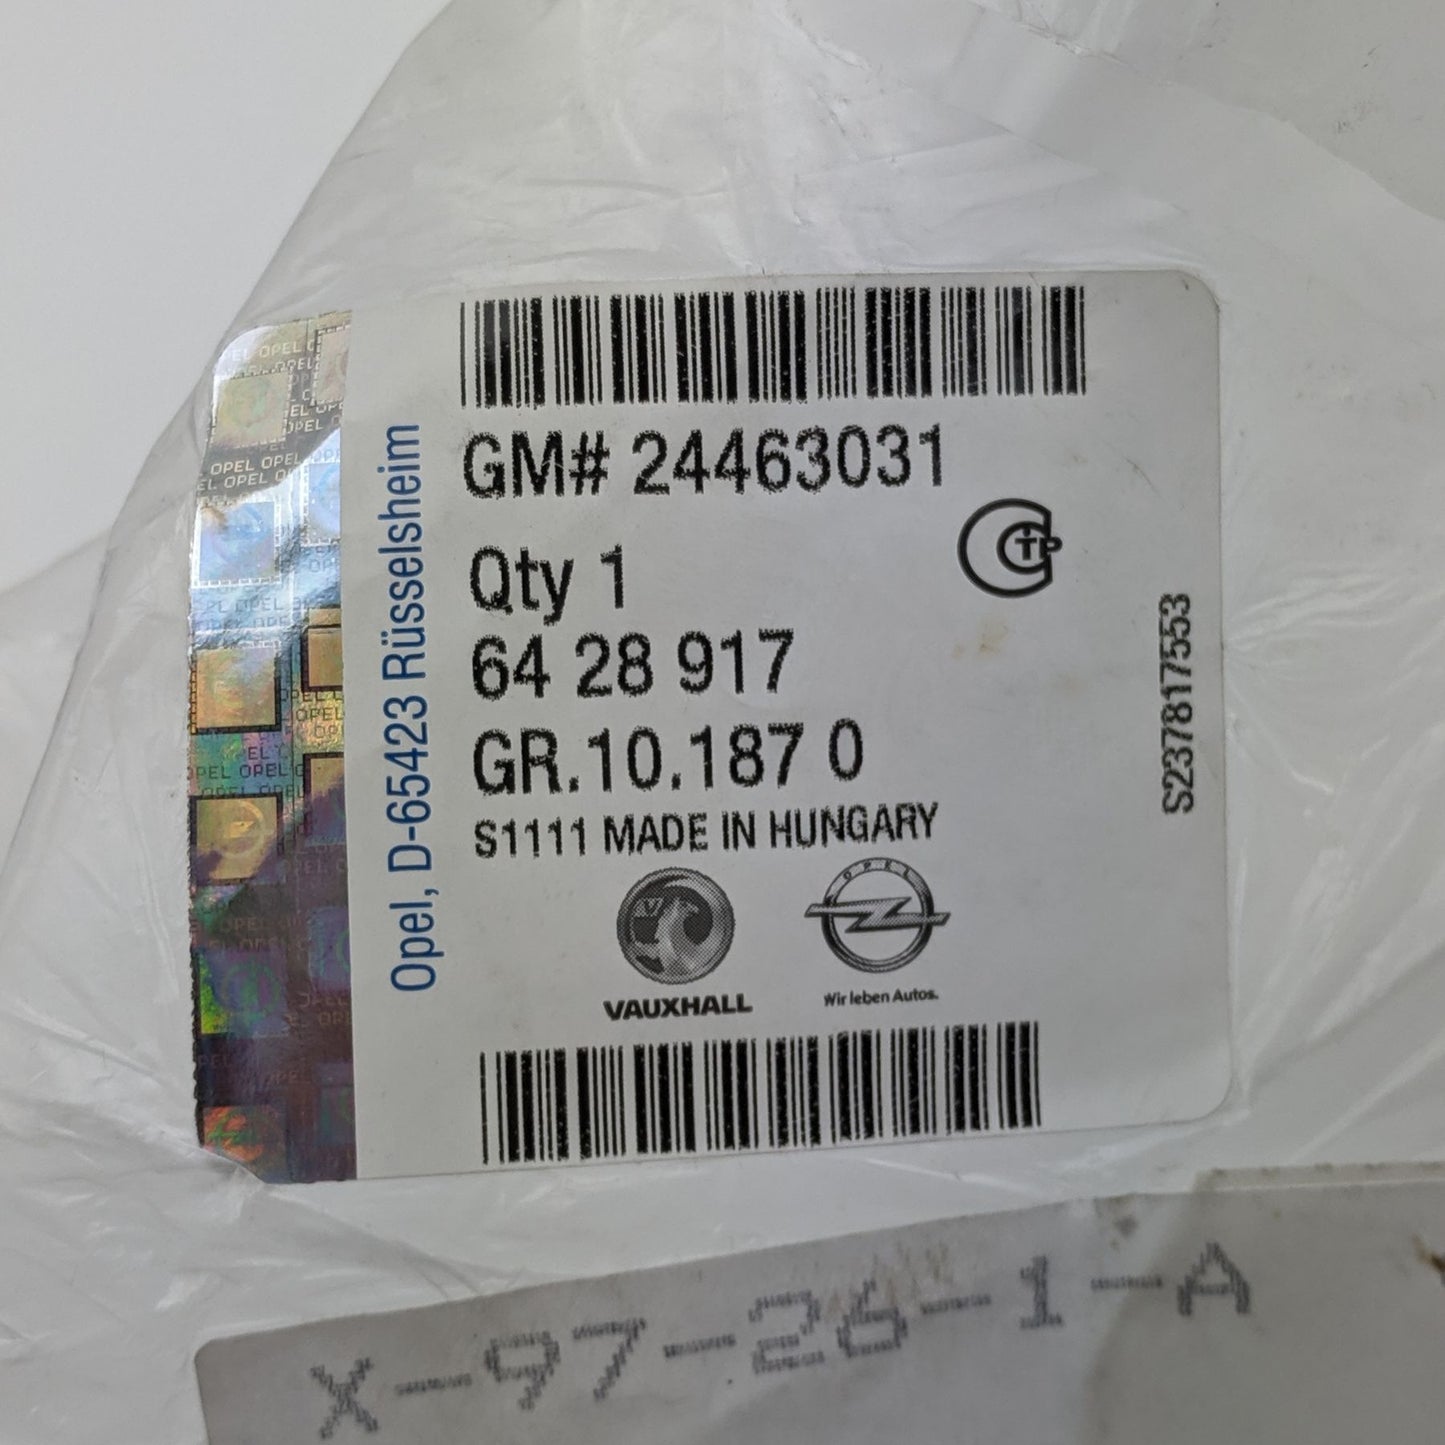 Opel, D-65423 Rüsselsheim
GM# 24463031
Qty 1
64 28 917
GR.10.187 0
S1111 MADE IN HUNGARY
VAUXHALL
OPEL
Wir leben Autos.
S237817553
X-97-26-1-A